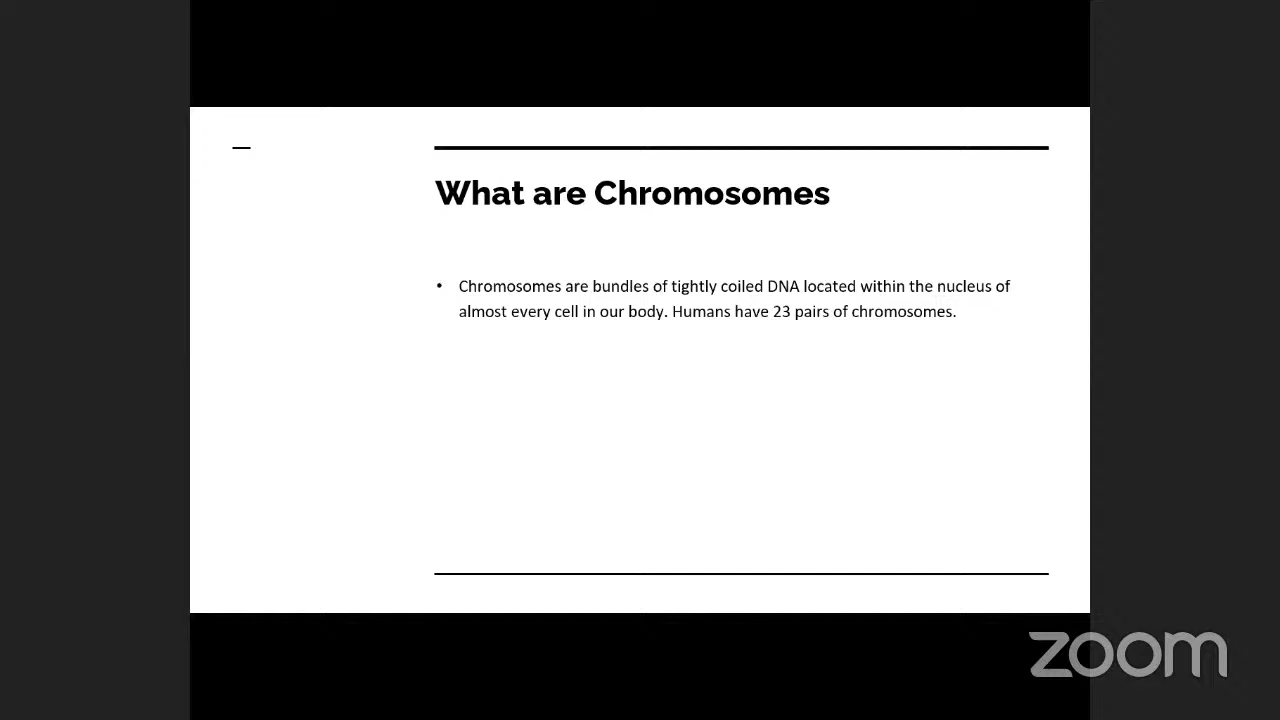 What are Chromosomes
• Chromosomes are bundles of tightly coiled DNA located within the nucleus of
almost every cell in our body. Humans have 23 pairs of chromosomes.
zoom